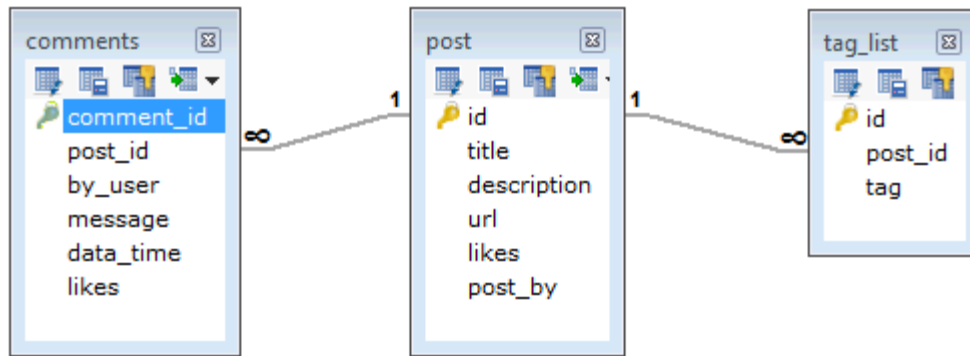 comments
comment_id
post_id
by_user
message
data_time
likes
∞
1
post
id
title
description
url
likes
post_by
1
∞
tag_list
id
post_id
tag